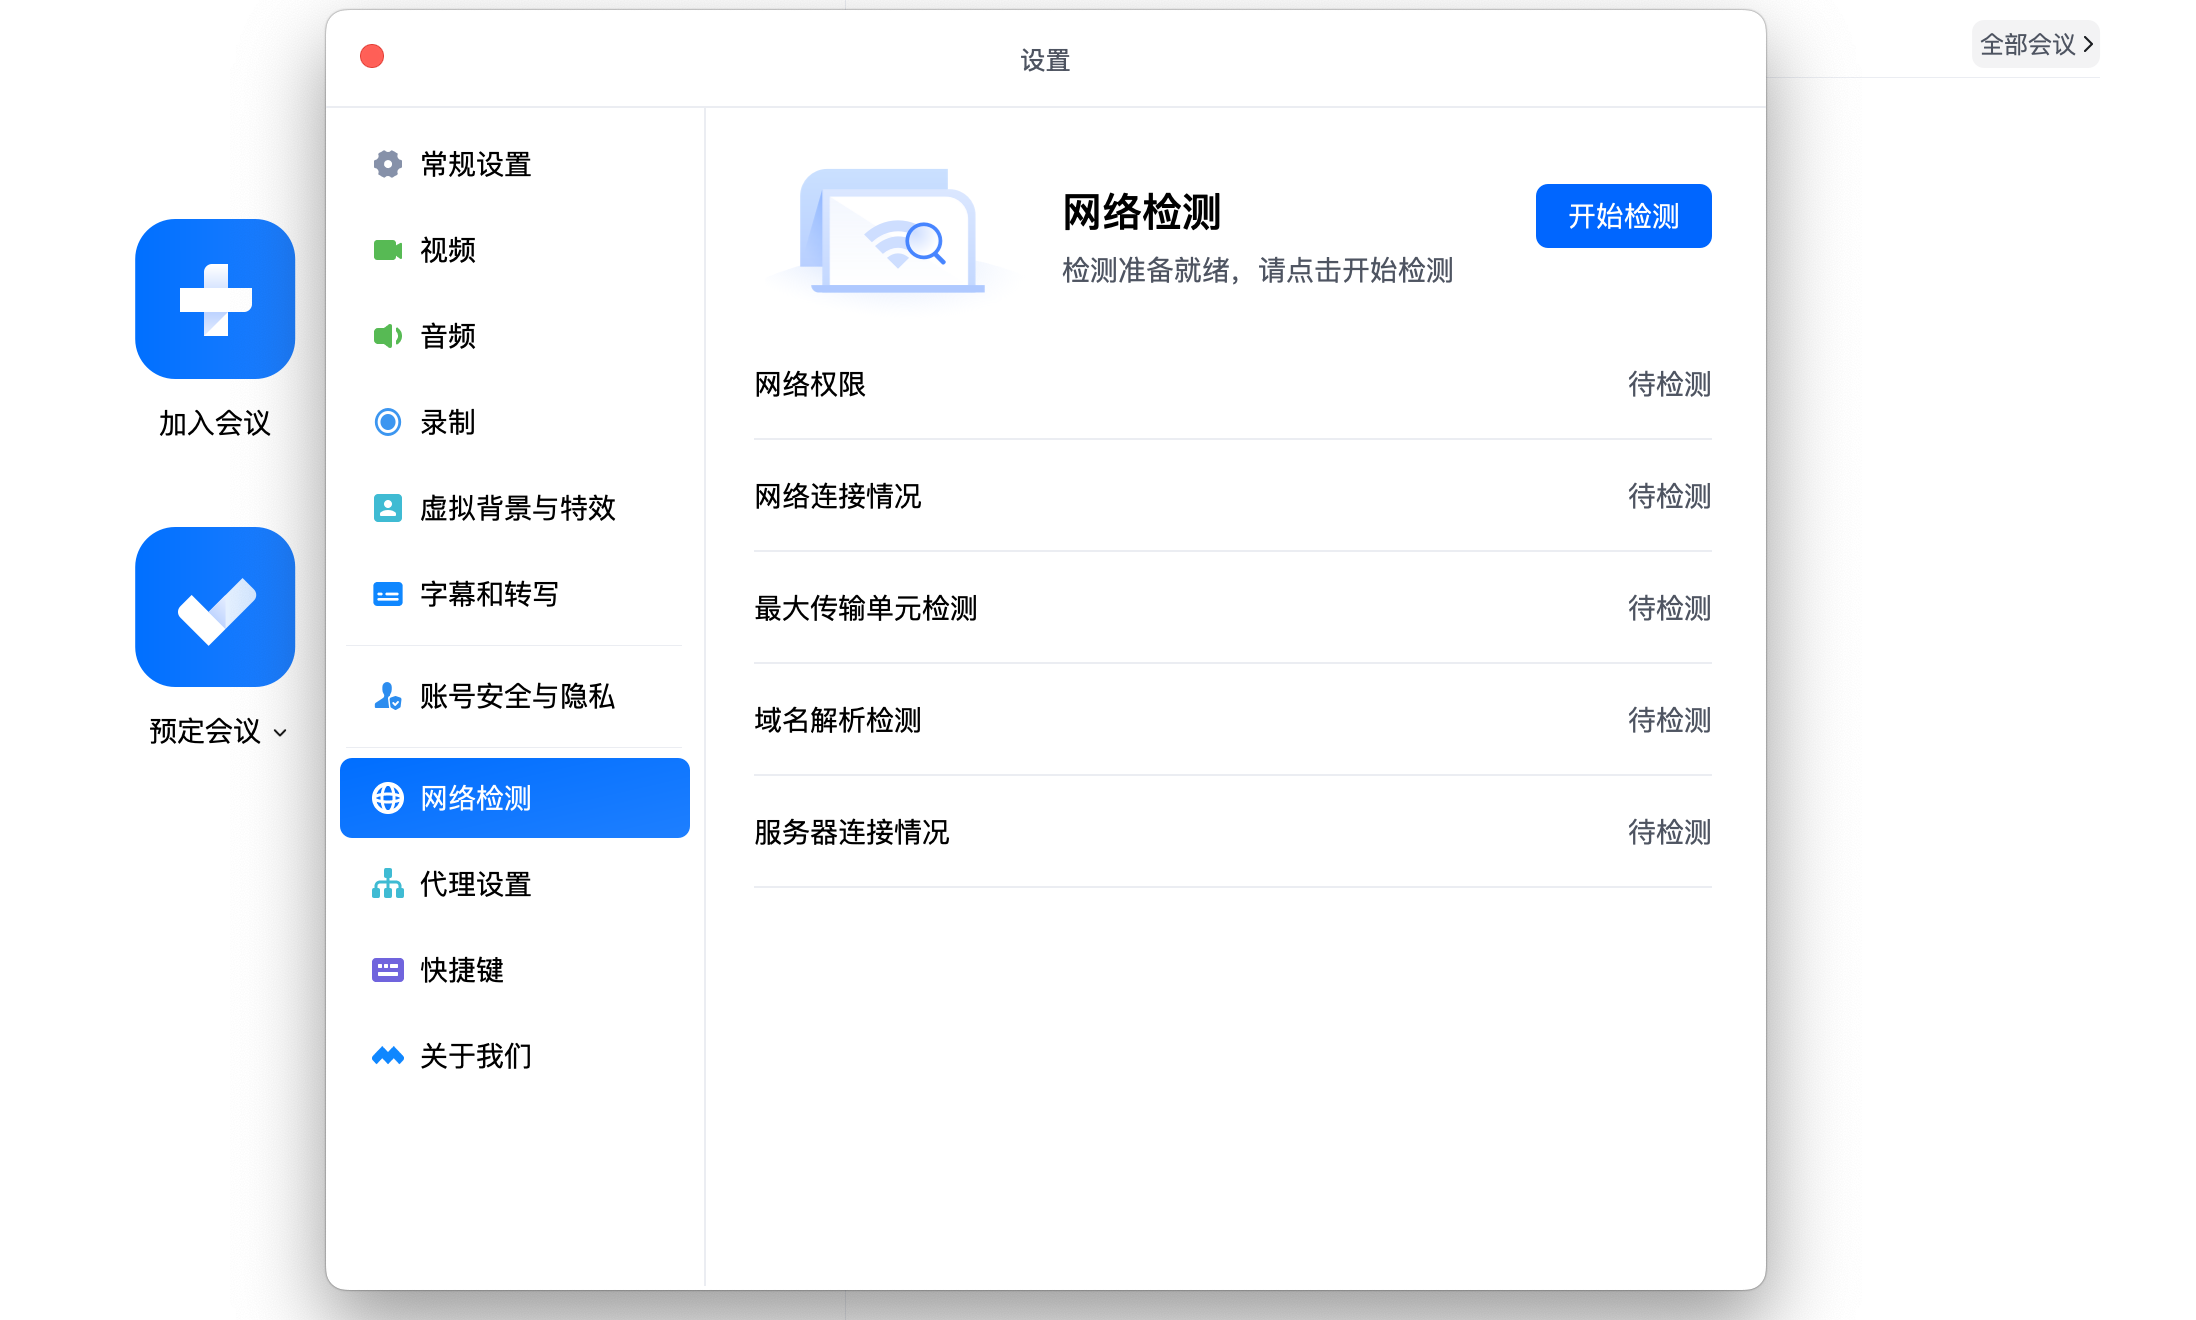 设置
全部会议
加入会议
预定会议
常规设置
视频
音频
录制
虚拟背景与特效
字幕和转写
账号安全与隐私
网络检测
代理设置
快捷键
关于我们
网络检测
检测准备就绪，请点击开始检测
开始检测
网络权限 待检测
网络连接情况 待检测
最大传输单元检测 待检测
域名解析检测 待检测
服务器连接情况 待检测